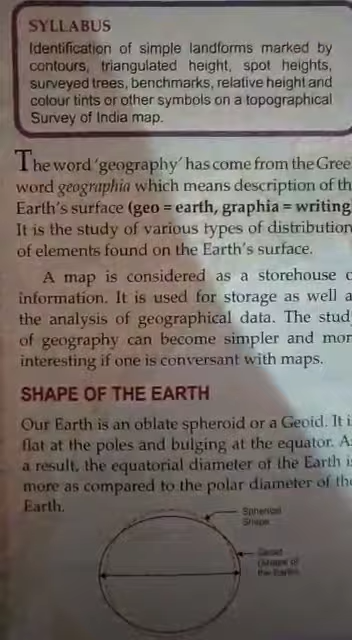 SYLLABUS
Identification of simple landforms marked by
contours, triangulated height, spot heights,
surveyed trees, benchmarks, relative height and
colour tints or other symbols on a topographical
Survey of India map.
The word ‘geography’ has come from the Gree
word geographia which means description of th
Earth's surface (geo = earth, graphia = writing
It is the study of various types of distribution
of elements found on the Earth's surface.
A map is considered as a storehouse o
information. It is used for storage as well a
the analysis of geographical data. The stud
of geography can become simpler and mor
interesting if one is conversant with maps.
SHAPE OF THE EARTH
Our Earth is an oblate spheroid or a Geoid. It i
flat at the poles and bulging at the equator. A
a result, the equatorial diameter of the Earth i
more as compared to the polar diameter of the
Earth.
Spherical
Shape
Geoid
(Shape of
the Earth)